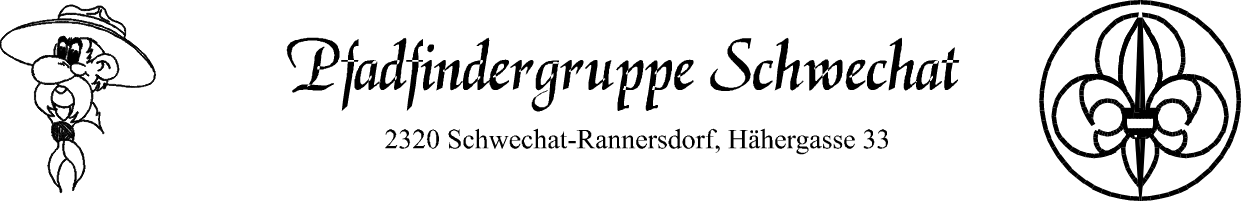 Pfadfindergruppe Schwechat
2320 Schwechat-Rannersdorf, Hähergasse 33